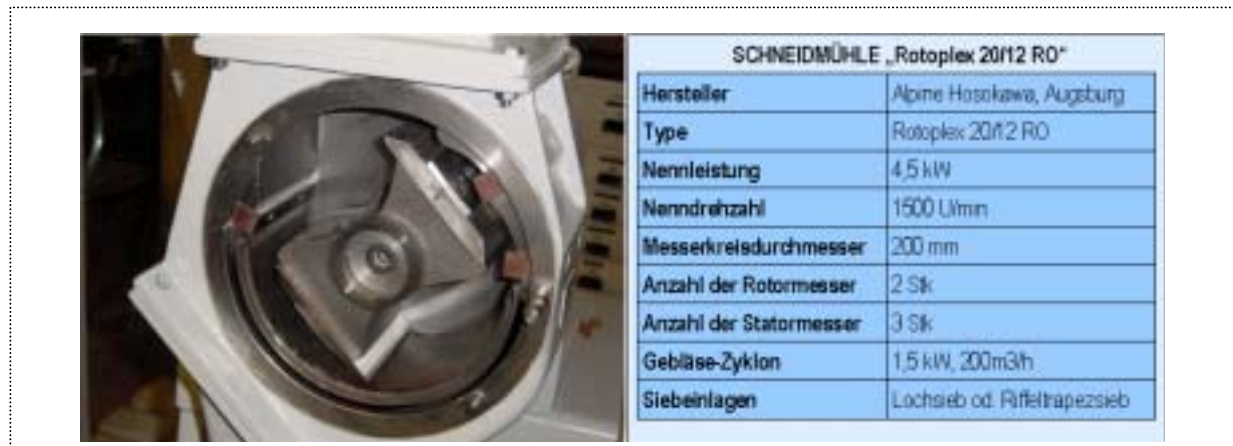 SCHNEIDMÜHLE „Rotoplex 20/12 RO“
Hersteller Alpine Hosokawa, Augsburg
Type Rotoplex 20/12 RO
Nennleistung 4,5 kW
Nenndrehzahl 1500 U/min
Messerkreisdurchmesser 200 mm
Anzahl der Rotormesser 2 Stk
Anzahl der Statormesser 3 Stk
Gebläse-Zyklon 1,5 kW, 200m3/h
Siebeinlagen Lochsieb od. Riffeltrapezsieb